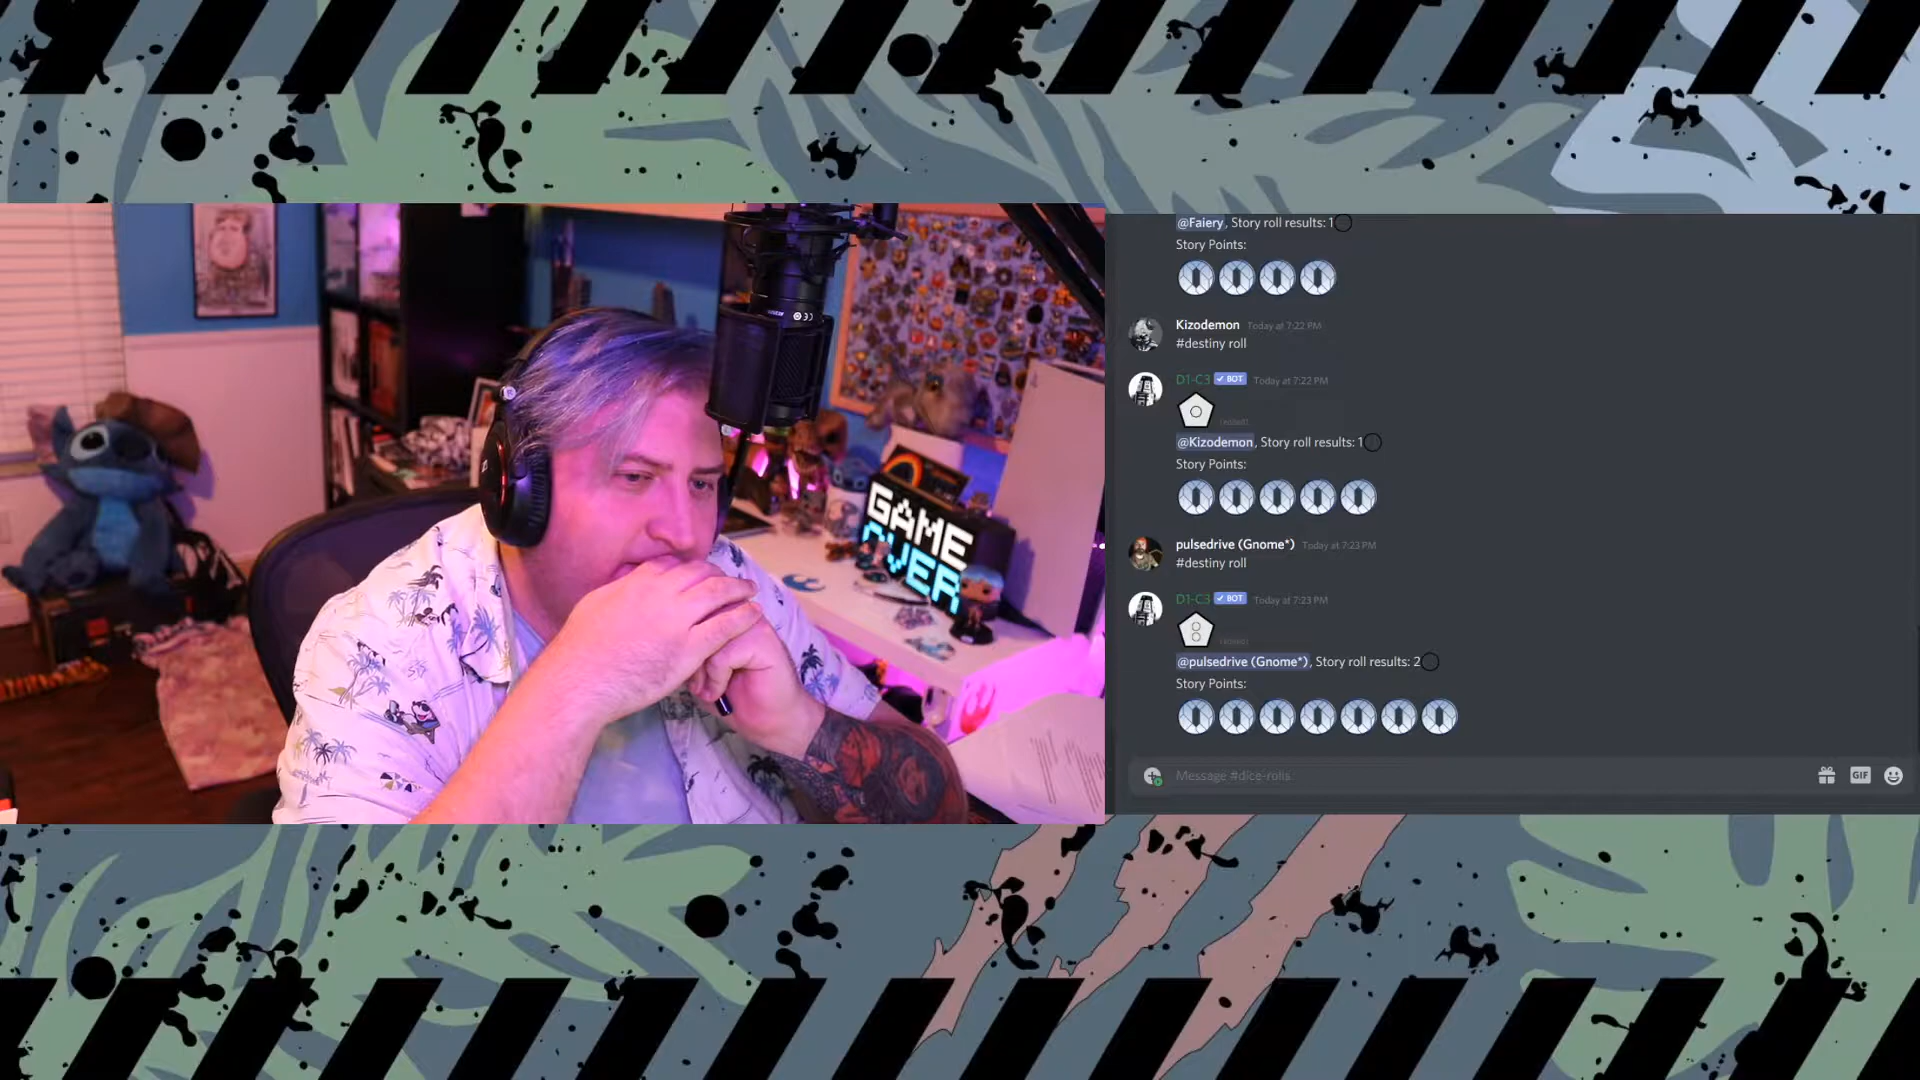 @Faiery, Story roll results: 1
Story Points:
Kizodemon Today at 7:22 PM
#destiny roll
D1-C3 ✓ BOT Today at 7:22 PM
@Kizodemon, Story roll results: 1
Story Points:
pulsedrive (Gnome*) Today at 7:23 PM
#destiny roll
D1-C3 ✓ BOT Today at 7:23 PM
@pulsedrive (Gnome*), Story roll results: 2
Story Points:
Message #dice-rolls
GIF
GAME
OVER